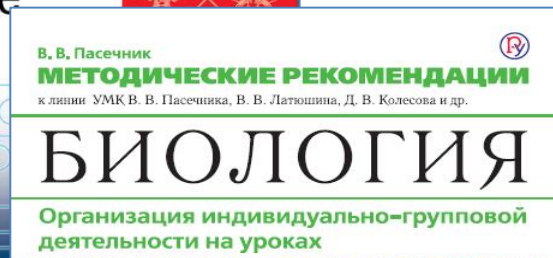 В. В. Пасечник
МЕТОДИЧЕСКИЕ РЕКОМЕНДАЦИИ
к линии УМК В. В. Пасечника, В. В. Латюшина, Д. В. Колесова и др.
БИОЛОГИЯ
Организация индивидуально-групповой
деятельности на уроках